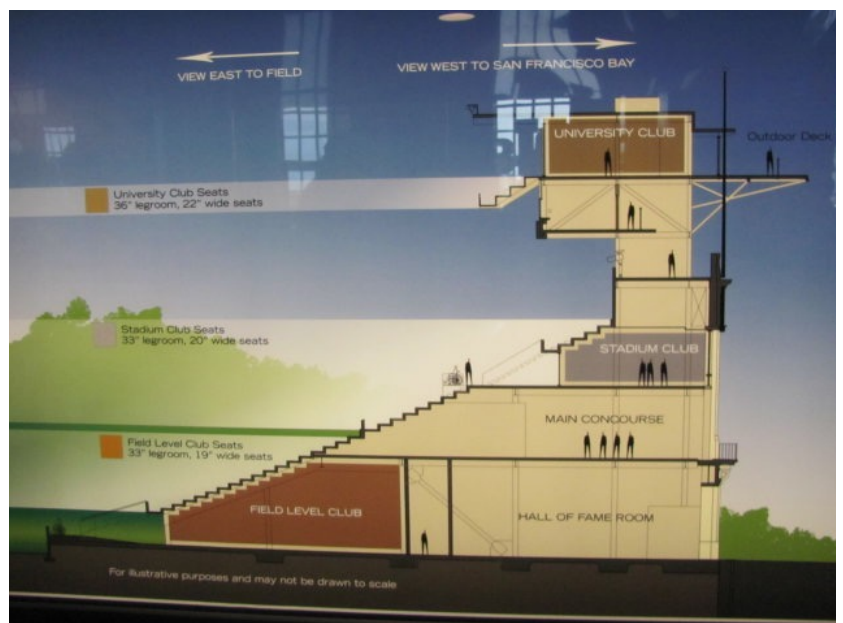 VIEW EAST TO FIELD
VIEW WEST TO SAN FRANCISCO BAY
UNIVERSITY CLUB
Outdoor Deck
University Club Seats
36" legroom, 22" wide seats
Stadium Club Seats
33" legroom, 20" wide seats
STADIUM CLUB
MAIN CONCOURSE
Field Level Club Seats
33" legroom, 19" wide seats
FIELD LEVEL CLUB
HALL OF FAME ROOM
For illustrative purposes and may not be drawn to scale